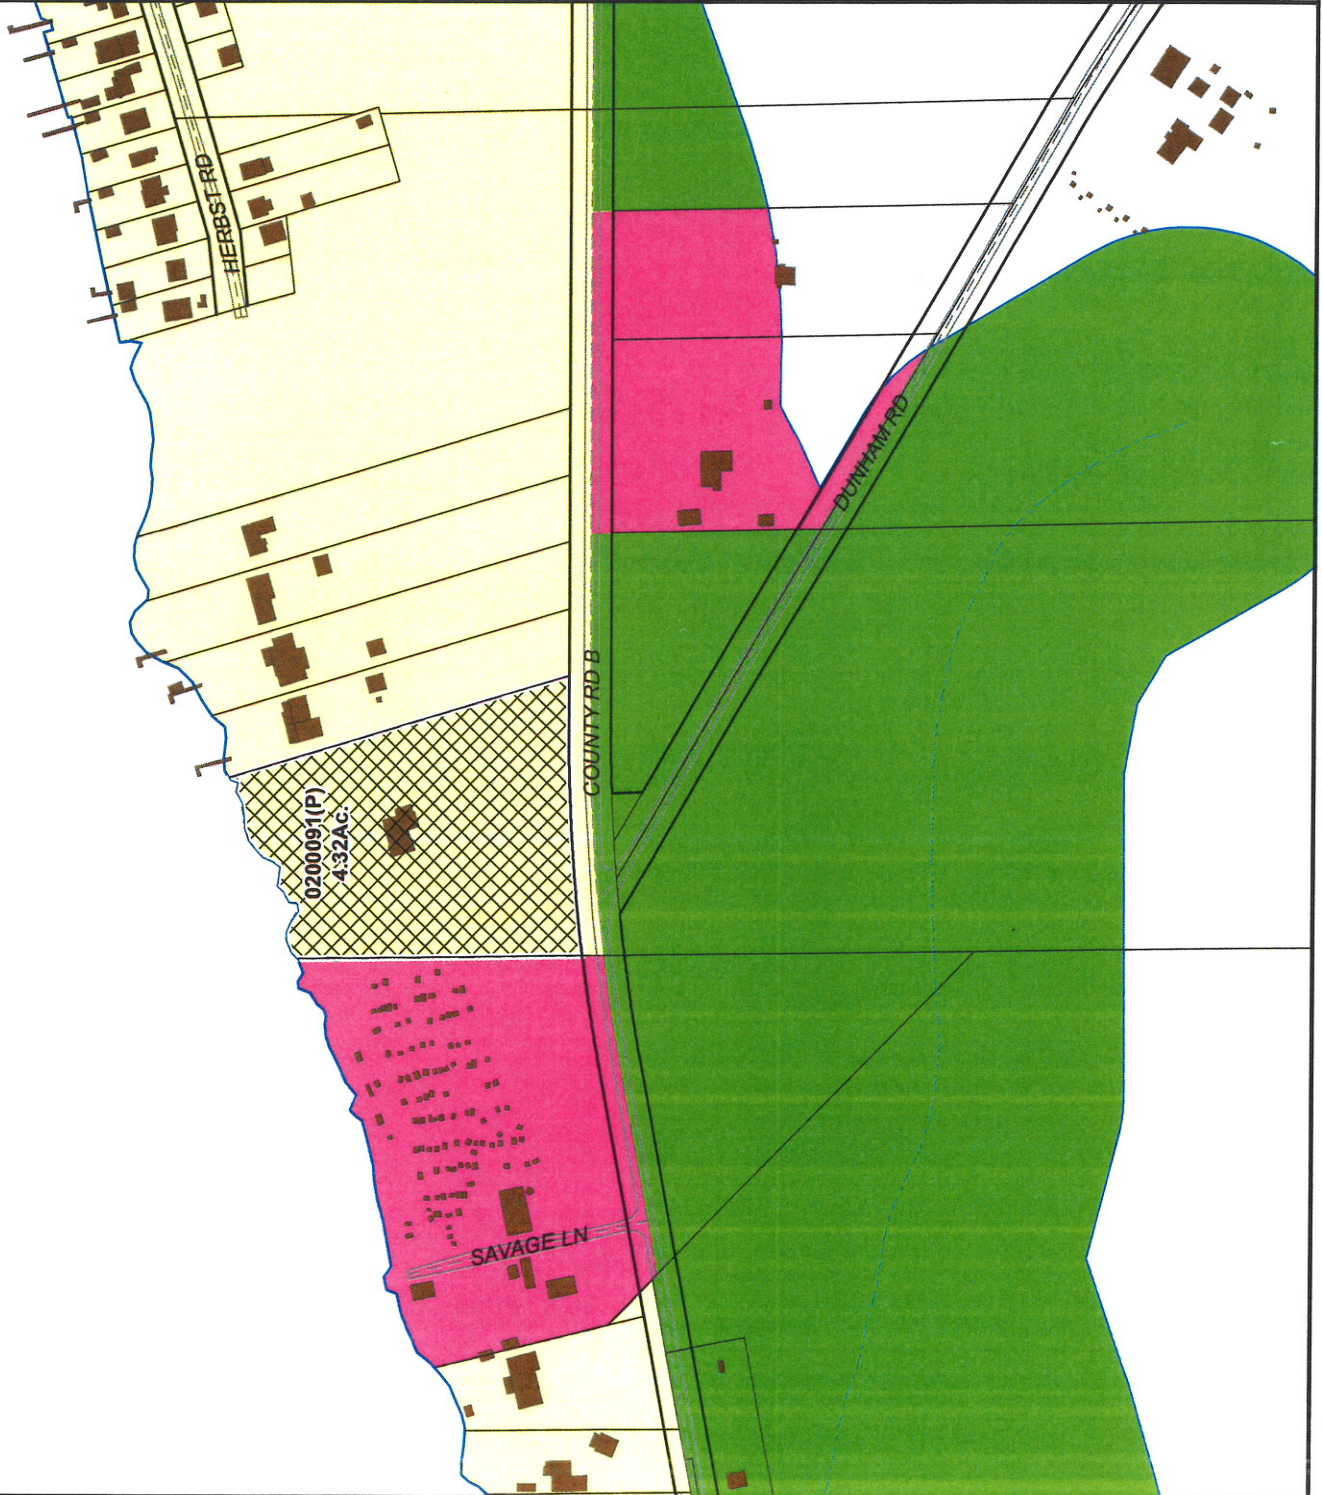 HERBST RD
DUNHAM RD
COUNTY RD B
0200091(P)
4.32Ac.
SAVAGE LN